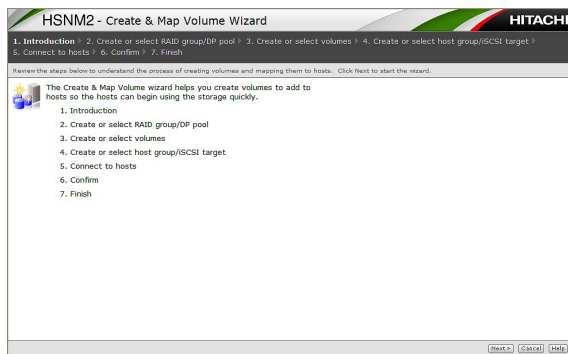 HSNM2 - Create & Map Volume Wizard
HITACHI
1. Introduction 2. Create or select RAID group/DP pool 3. Create or select volumes 4. Create or select host group/iSCSI target
5. Connect to hosts 6. Confirm 7. Finish
Review the steps below to understand the process of creating volumes and mapping them to hosts. Click Next to start the wizard.
The Create & Map Volume wizard helps you create volumes to add to
hosts so the hosts can begin using the storage quickly.
1. Introduction
2. Create or select RAID group/DP pool
3. Create or select volumes
4. Create or select host group/iSCSI target
5. Connect to hosts
6. Confirm
7. Finish
Next > Cancel Help